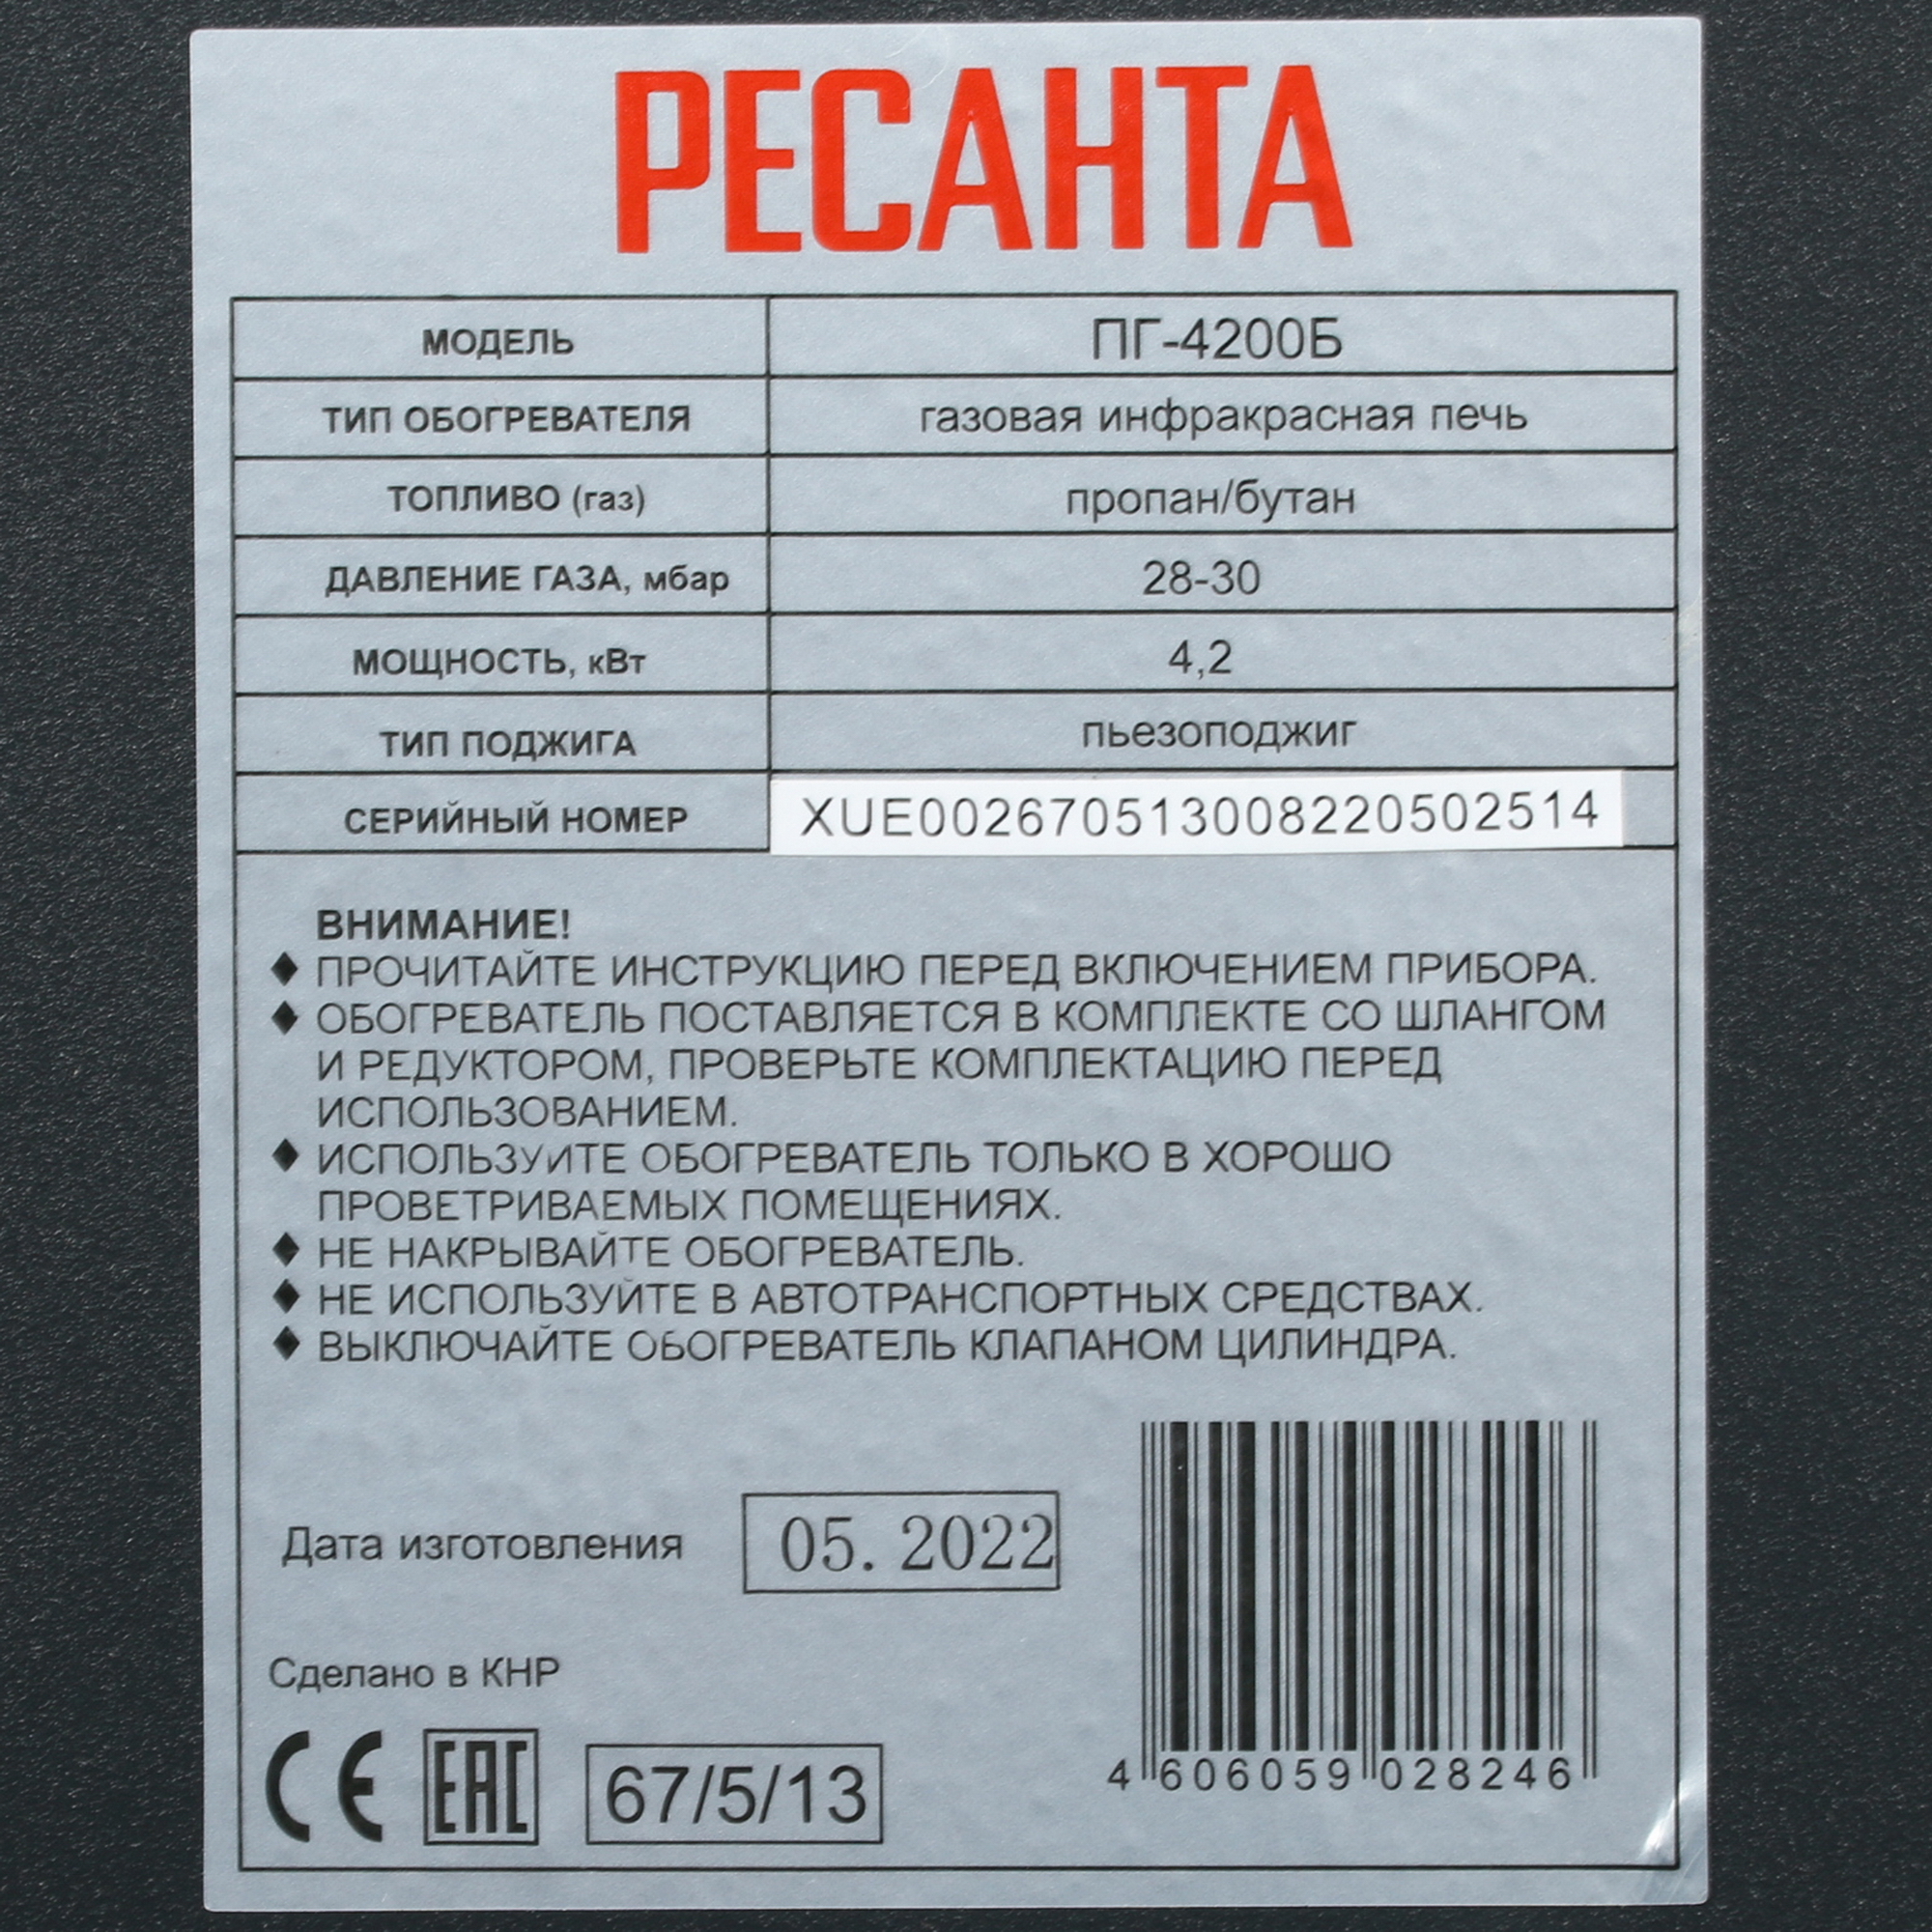 РЕСАНТА
МОДЕЛЬ ПГ-4200Б
ТИП ОБОГРЕВАТЕЛЯ газовая инфракрасная печь
ТОПЛИВО (газ) пропан/бутан
ДАВЛЕНИЕ ГАЗА, мбар 28-30
МОЩНОСТЬ, кВт 4,2
ТИП ПОДЖИГА пьезоподжиг
СЕРИЙНЫЙ НОМЕР XUE002670513008220502514
ВНИМАНИЕ!
♦ ПРОЧИТАЙТЕ ИНСТРУКЦИЮ ПЕРЕД ВКЛЮЧЕНИЕМ ПРИБОРА.
♦ ОБОГРЕВАТЕЛЬ ПОСТАВЛЯЕТСЯ В КОМПЛЕКТЕ СО ШЛАНГОМ
И РЕДУКТОРОМ, ПРОВЕРЬТЕ КОМПЛЕКТАЦИЮ ПЕРЕД
ИСПОЛЬЗОВАНИЕМ.
♦ ИСПОЛЬЗУЙТЕ ОБОГРЕВАТЕЛЬ ТОЛЬКО В ХОРОШО
ПРОВЕТРИВАЕМЫХ ПОМЕЩЕНИЯХ.
♦ НЕ НАКРЫВАЙТЕ ОБОГРЕВАТЕЛЬ.
♦ НЕ ИСПОЛЬЗУЙТЕ В АВТОТРАНСПОРТНЫХ СРЕДСТВАХ.
♦ ВЫКЛЮЧАЙТЕ ОБОГРЕВАТЕЛЬ КЛАПАНОМ ЦИЛИНДРА.
Дата изготовления 05. 2022
Сделано в КНР
CE EAC 67/5/13
4 606059 028246